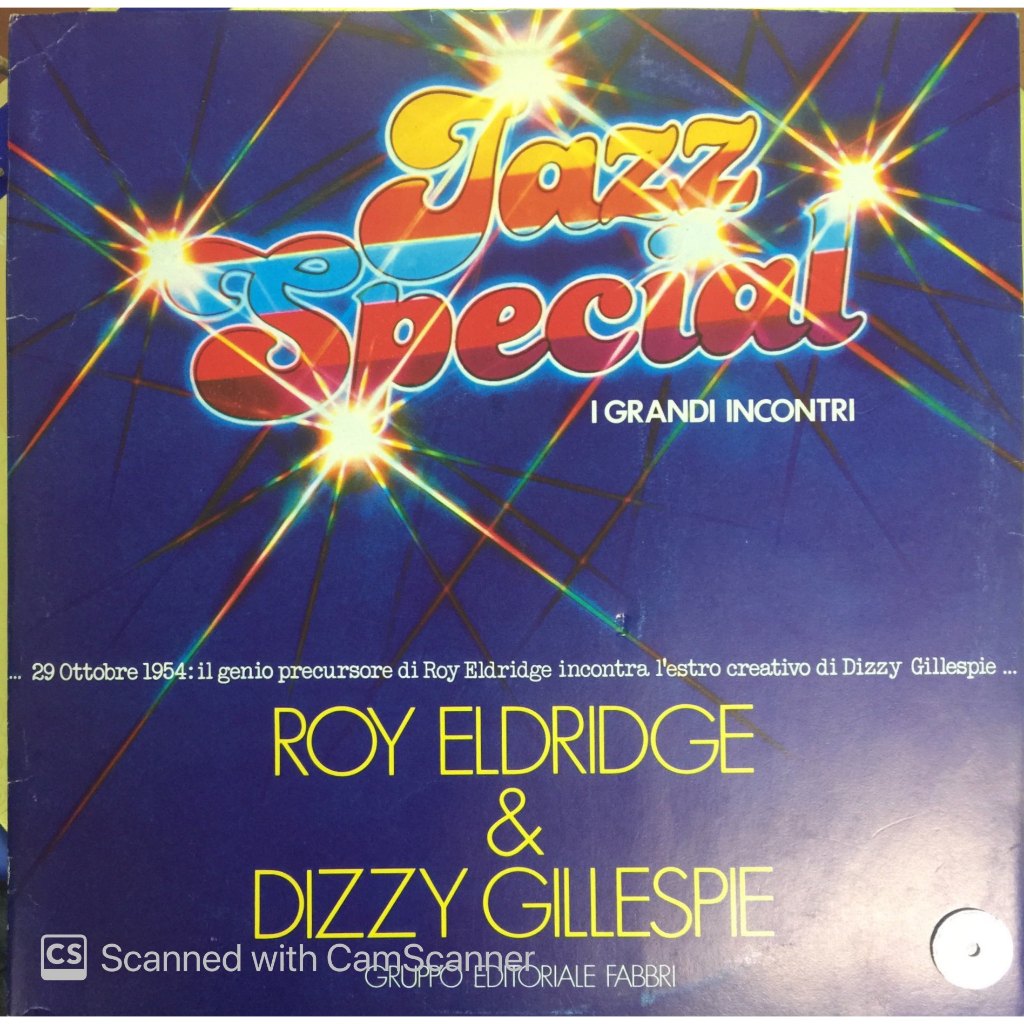 Jazz
Special
I GRANDI INCONTRI
... 29 Ottobre 1954: il genio precursore di Roy Eldridge incontra l'estro creativo di Dizzy Gillespie ...
ROY ELDRIDGE
&
DIZZY GILLESPIE
CS Scanned with CamScanner
GRUPPO EDITORIALE FABBRI